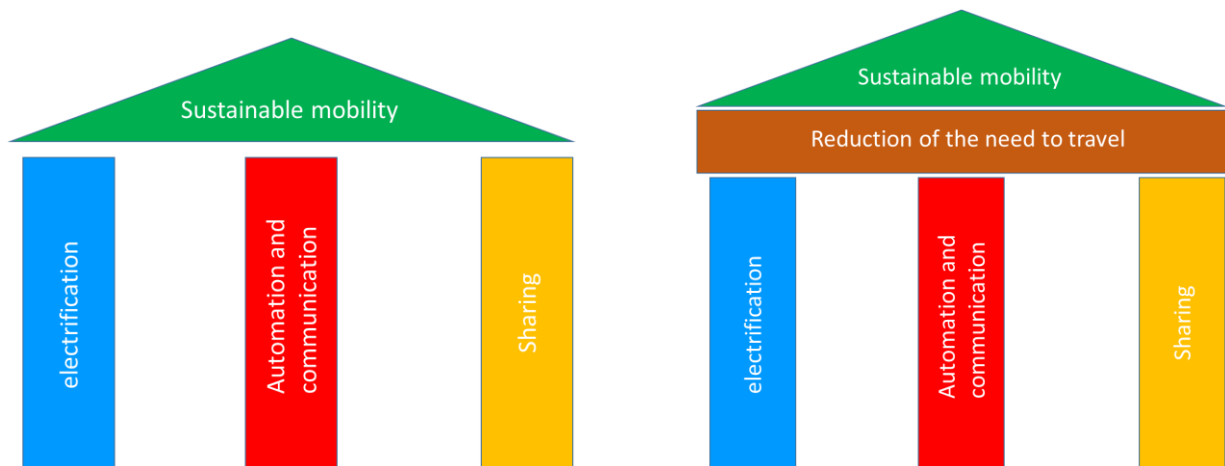 Sustainable mobility
electrification
Automation and
communication
Sharing
Sustainable mobility
Reduction of the need to travel
electrification
Automation and
communication
Sharing